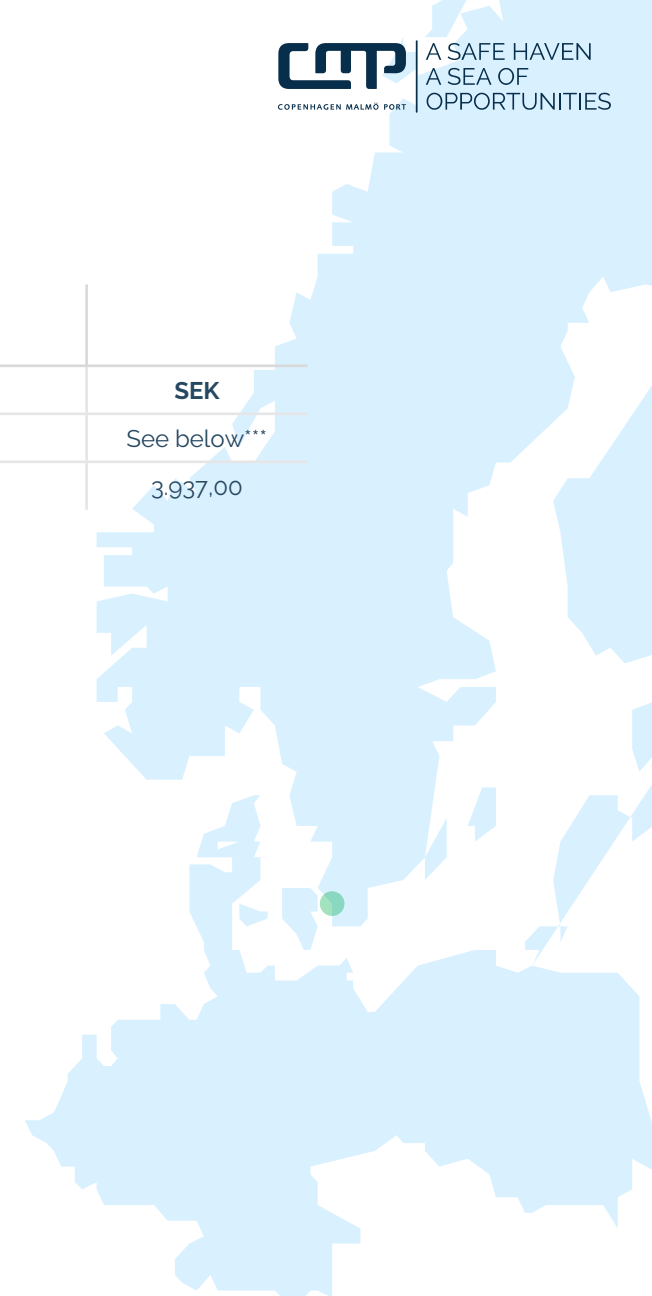 CMP
COPENHAGEN MALMÖ PORT
A SAFE HAVEN
A SEA OF
OPPORTUNITIES
SEK
See below***
3.937,00